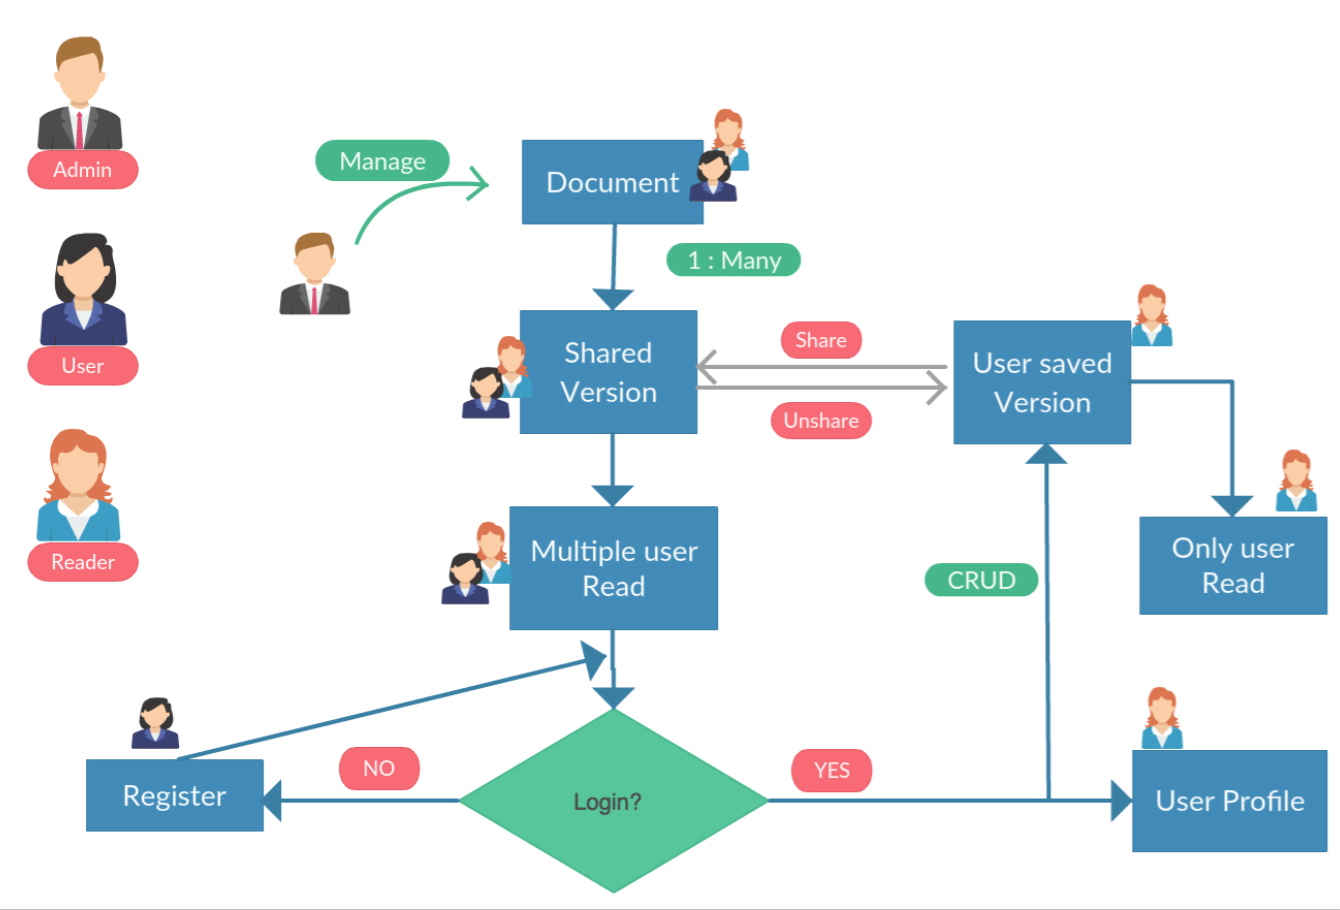 Admin
User
Reader
Manage
Document
1 : Many
Shared
Version
Share
Unshare
User saved
Version
Multiple user
Read
CRUD
Only user
Read
Register
NO
Login?
YES
User Profile